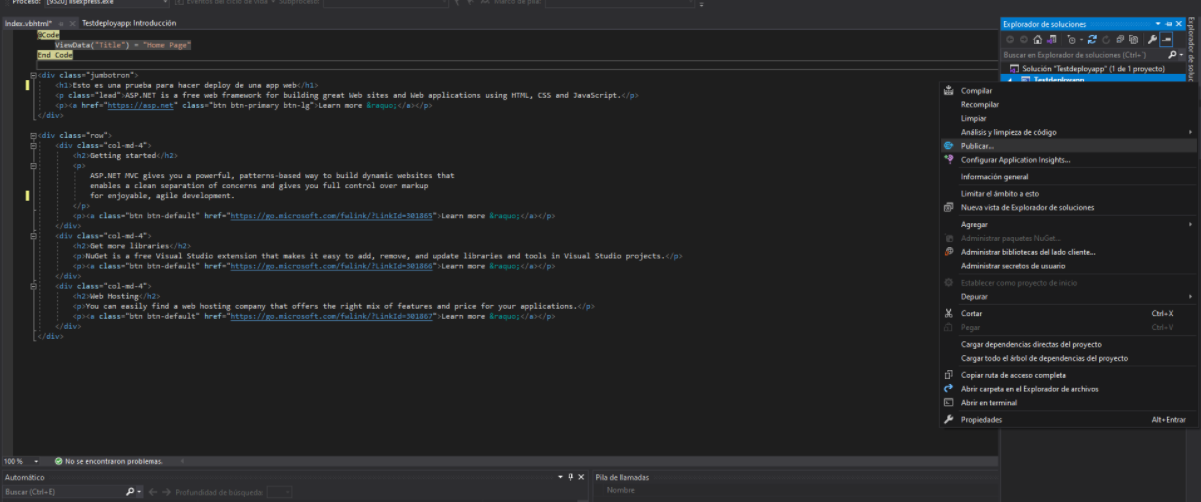 Proceso: [9320] iisexpress.exe
Eventos del ciclo de vida
Subproceso:
Marco de pila:
Index.vbhtml*
Testdeployapp: Introducción
@Code
ViewData("Title") = "Home Page"
End Code
<div class="jumbotron">
<h1>Esto es una prueba para hacer deploy de una app web</h1>
<p class="lead">ASP.NET is a free web framework for building great Web sites and Web applications using HTML, CSS and JavaScript.</p>
<p><a href="https://asp.net" class="btn btn-primary btn-lg">Learn more &raquo;</a></p>
</div>
<div class="row">
<div class="col-md-4">
<h2>Getting started</h2>
<p>
ASP.NET MVC gives you a powerful, patterns-based way to build dynamic websites that
enables a clean separation of concerns and gives you full control over markup
for enjoyable, agile development.
</p>
<p><a class="btn btn-default" href="https://go.microsoft.com/fwlink/?LinkId=301865">Learn more &raquo;</a></p>
</div>
<div class="col-md-4">
<h2>Get more libraries</h2>
<p>NuGet is a free Visual Studio extension that makes it easy to add, remove, and update libraries and tools in Visual Studio projects.</p>
<p><a class="btn btn-default" href="https://go.microsoft.com/fwlink/?LinkId=301866">Learn more &raquo;</a></p>
</div>
<div class="col-md-4">
<h2>Web Hosting</h2>
<p>You can easily find a web hosting company that offers the right mix of features and price for your applications.</p>
<p><a class="btn btn-default" href="https://go.microsoft.com/fwlink/?LinkId=301867">Learn more &raquo;</a></p>
</div>
</div>
100 %
No se encontraron problemas.
Automático
Buscar (Ctrl+E)
Profundidad de búsqueda:
Pila de llamadas
Nombre
Explorador de soluciones
Buscar en Explorador de soluciones (Ctrl+´)
Solución "Testdeployapp" (1 de 1 proyecto)
Testdeployapp
Compilar
Recompilar
Limpiar
Análisis y limpieza de código
Publicar...
Configurar Application Insights...
Información general
Limitar el ámbito a esto
Nueva vista de Explorador de soluciones
Agregar
Administrar paquetes NuGet...
Administrar bibliotecas del lado cliente...
Administrar secretos de usuario
Establecer como proyecto de inicio
Depurar
Cortar Ctrl+X
Pegar Ctrl+V
Cargar dependencias directas del proyecto
Cargar todo el árbol de dependencias del proyecto
Copiar ruta de acceso completa
Abrir carpeta en el Explorador de archivos
Abrir en terminal
Propiedades Alt+Entrar